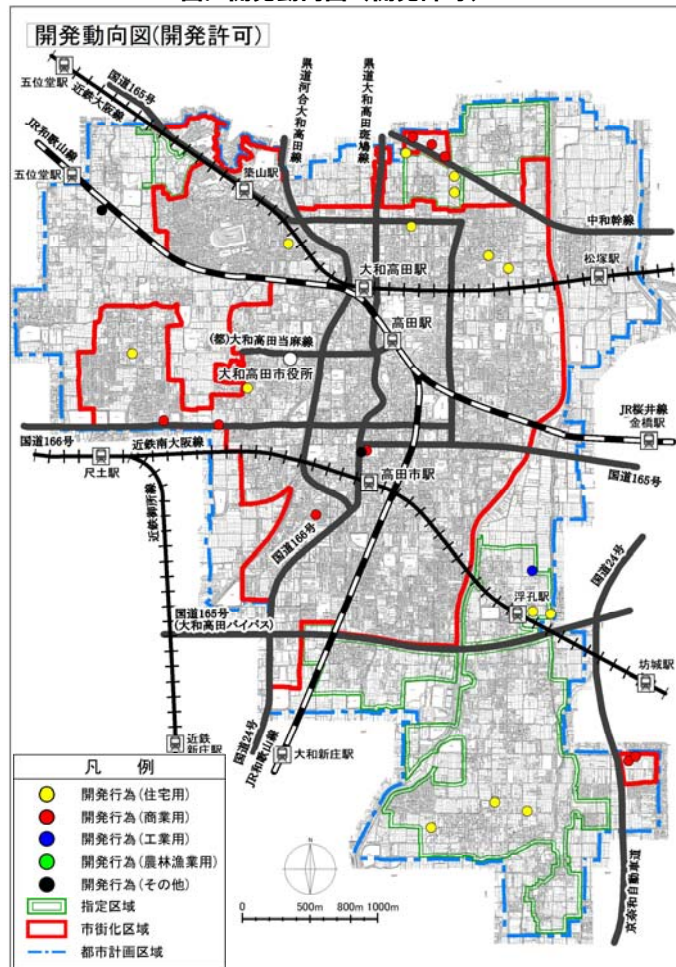 開発動向図(開発許可)
五位堂駅
近鉄大阪線
国道165号
県道河合大和高田線
県道大和高田斑鳩線
JR和歌山線
五位堂駅
築山駅
中和幹線
松塚駅
大和高田駅
高田駅
(都)大和高田当麻線
大和高田市役所
JR桜井線
金橋駅
国道166号
近鉄南大阪線
尺土駅
国道165号
高田市駅
近鉄御所線
国道166号
国道24号
浮孔駅
国道165号
(大和高田バイパス)
坊城駅
近鉄
新庄駅
国道24号
JR和歌山線
大和新庄駅
京奈和自動車道
凡 例
開発行為(住宅用)
開発行為(商業用)
開発行為(工業用)
開発行為(農林漁業用)
開発行為(その他)
指定区域
市街化区域
都市計画区域
N
0 500m 800m 1000m